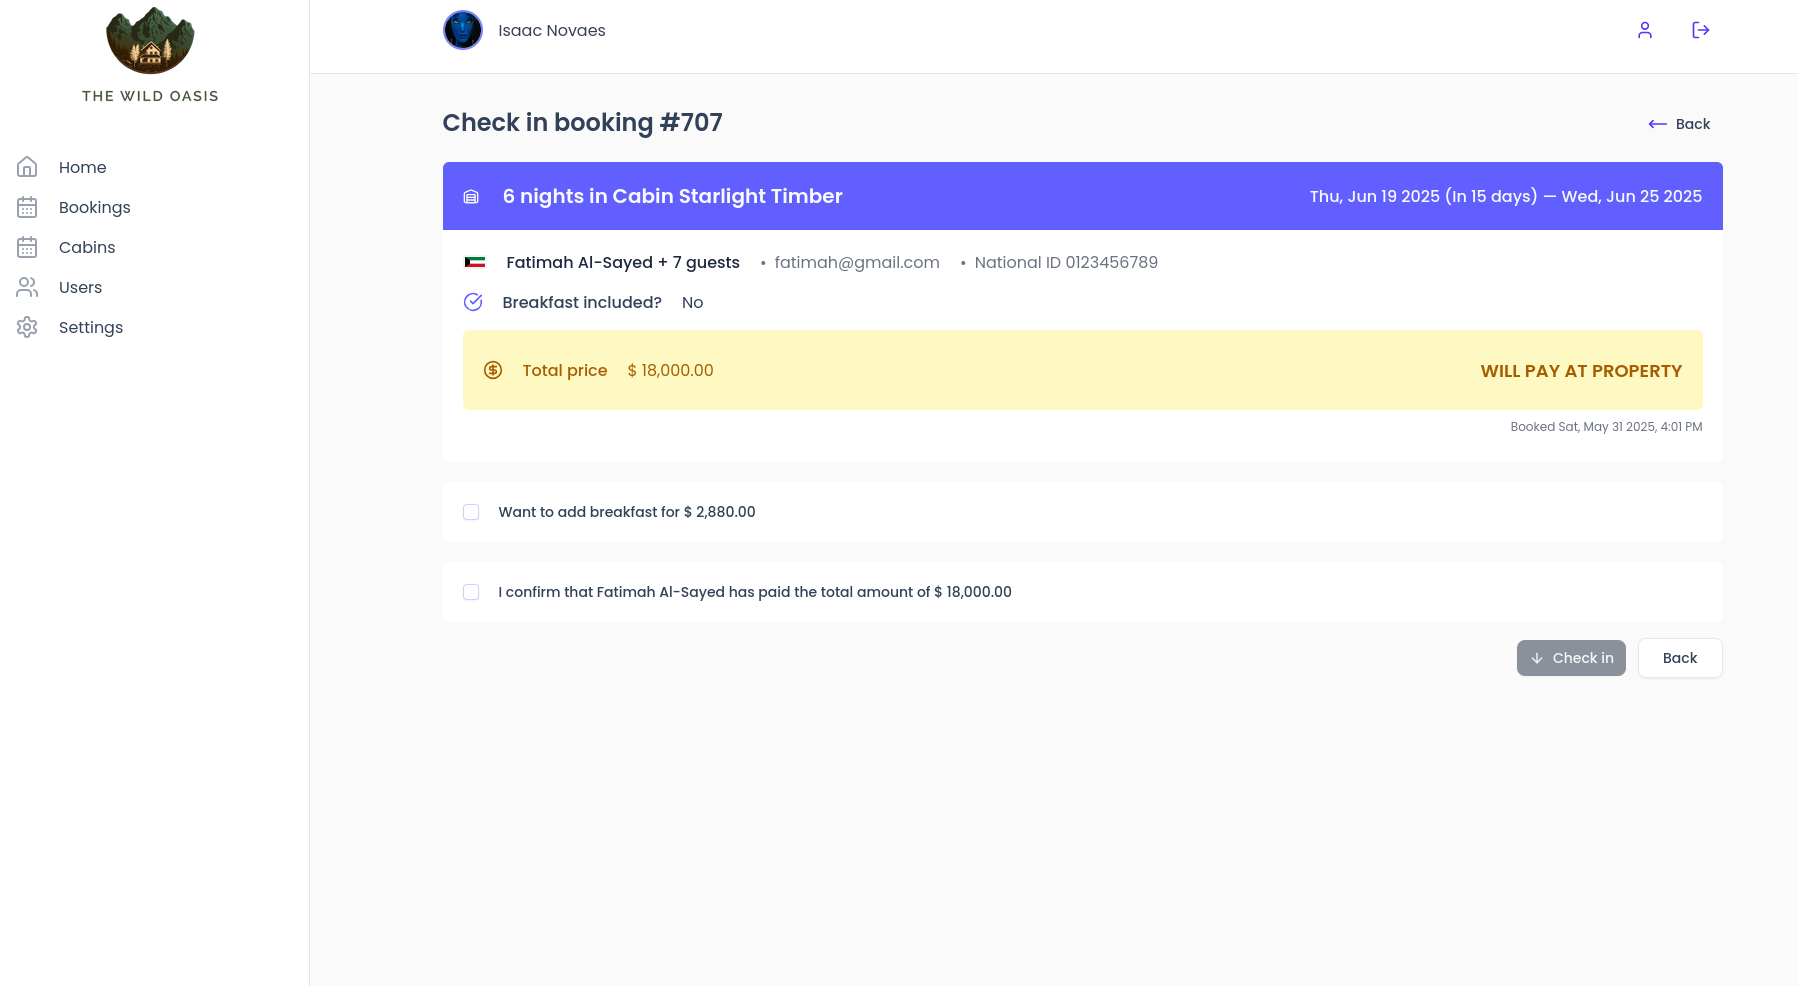 THE WILD OASIS
Home
Bookings
Cabins
Users
Settings
Isaac Novaes
Check in booking #707
Back
6 nights in Cabin Starlight Timber
Thu, Jun 19 2025 (In 15 days) — Wed, Jun 25 2025
Fatimah Al-Sayed + 7 guests • fatimah@gmail.com • National ID 0123456789
Breakfast included? No
Total price $ 18,000.00
WILL PAY AT PROPERTY
Booked Sat, May 31 2025, 4:01 PM
Want to add breakfast for $ 2,880.00
I confirm that Fatimah Al-Sayed has paid the total amount of $ 18,000.00
Check in
Back